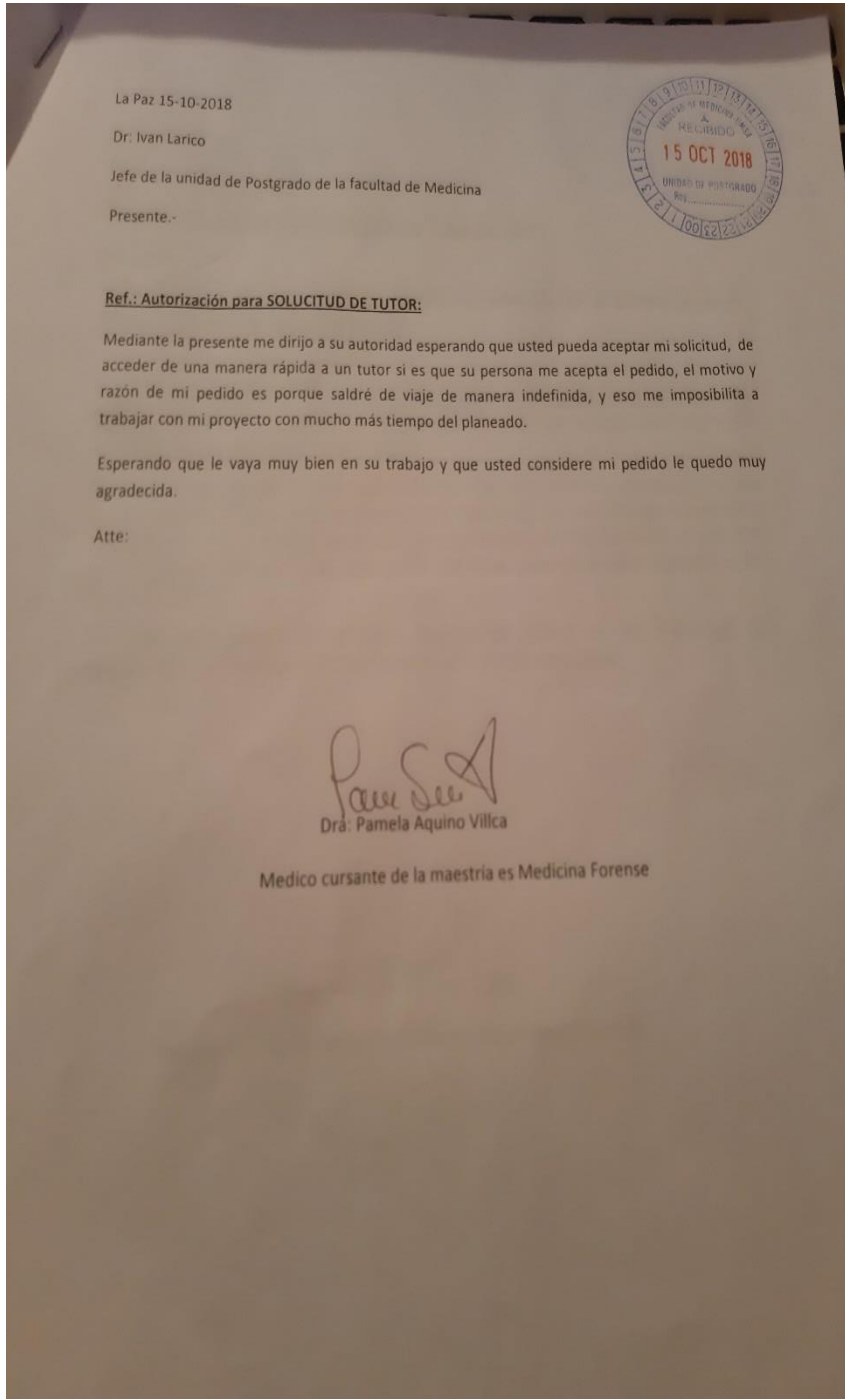 La Paz 15-10-2018
Dr: Ivan Larico
Jefe de la unidad de Postgrado de la facultad de Medicina
Presente.-
RECIBIDO
15 OCT 2018
UNIDAD DE POSTGRADO
Ref.: Autorización para SOLUCITUD DE TUTOR:
Mediante la presente me dirijo a su autoridad esperando que usted pueda aceptar mi solicitud, de
acceder de una manera rápida a un tutor si es que su persona me acepta el pedido, el motivo y
razón de mi pedido es porque saldré de viaje de manera indefinida, y eso me imposibilita a
trabajar con mi proyecto con mucho más tiempo del planeado.
Esperando que le vaya muy bien en su trabajo y que usted considere mi pedido le quedo muy
agradecida.
Atte:
Dra: Pamela Aquino Villca
Medico cursante de la maestria es Medicina Forense